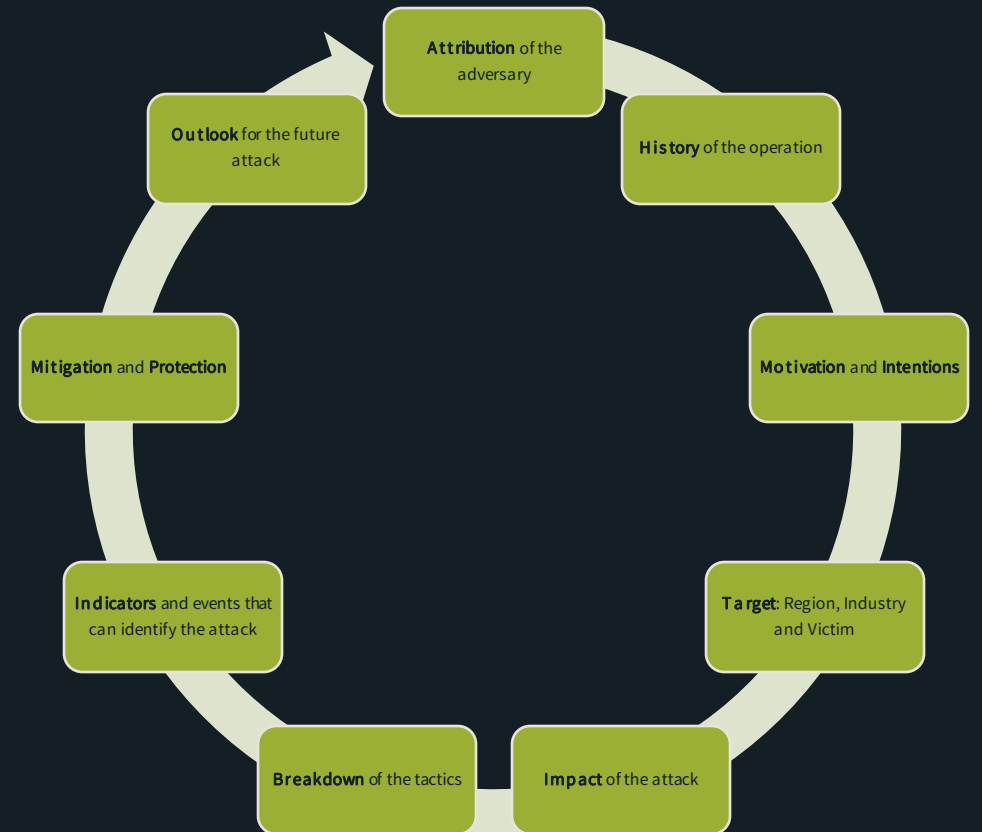 Attribution of the
adversary
History of the operation
Motivation and Intentions
Target: Region, Industry
and Victim
Impact of the attack
Breakdown of the tactics
Indicators and events that
can identify the attack
Mitigation and Protection
Outlook for the future
attack